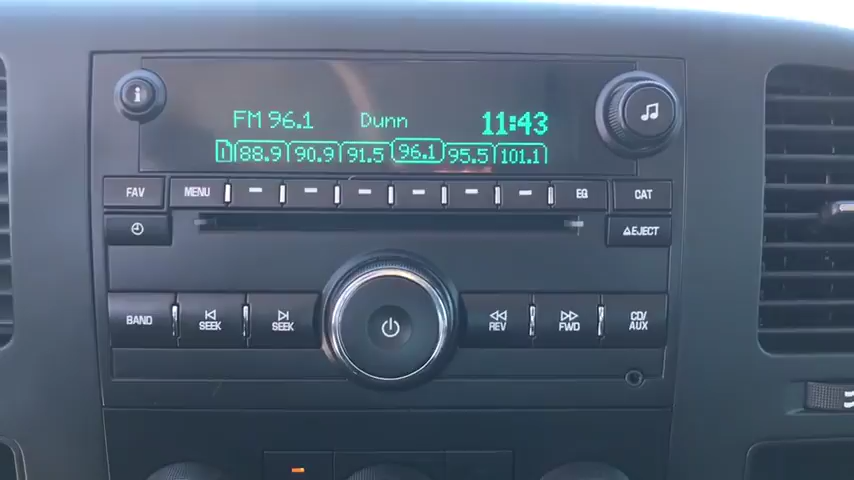 i
FM 96.1 Dunn 11:43
1 88.9 90.9 91.5 96.1 95.5 101.1
FAV MENU EQ CAT
EJECT
BAND SEEK SEEK REV FWD CD/
AUX